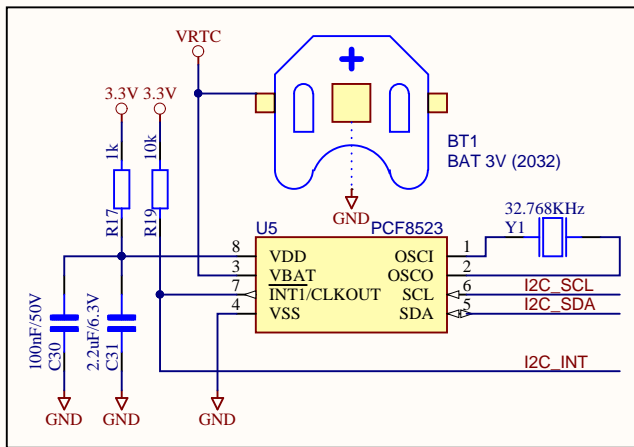 VRTC
3.3V 3.3V
1k
10k
R17
R19
BT1
BAT 3V (2032)
GND
32.768KHz
Y1
U5 PCF8523
8 VDD OSCI 1
3 VBAT OSCO 2
7 INT1/CLKOUT SCL 6 I2C_SCL
4 VSS SDA 5 I2C_SDA
100nF/50V
C30
2.2uF/6.3V
C31
I2C_INT
GND GND GND